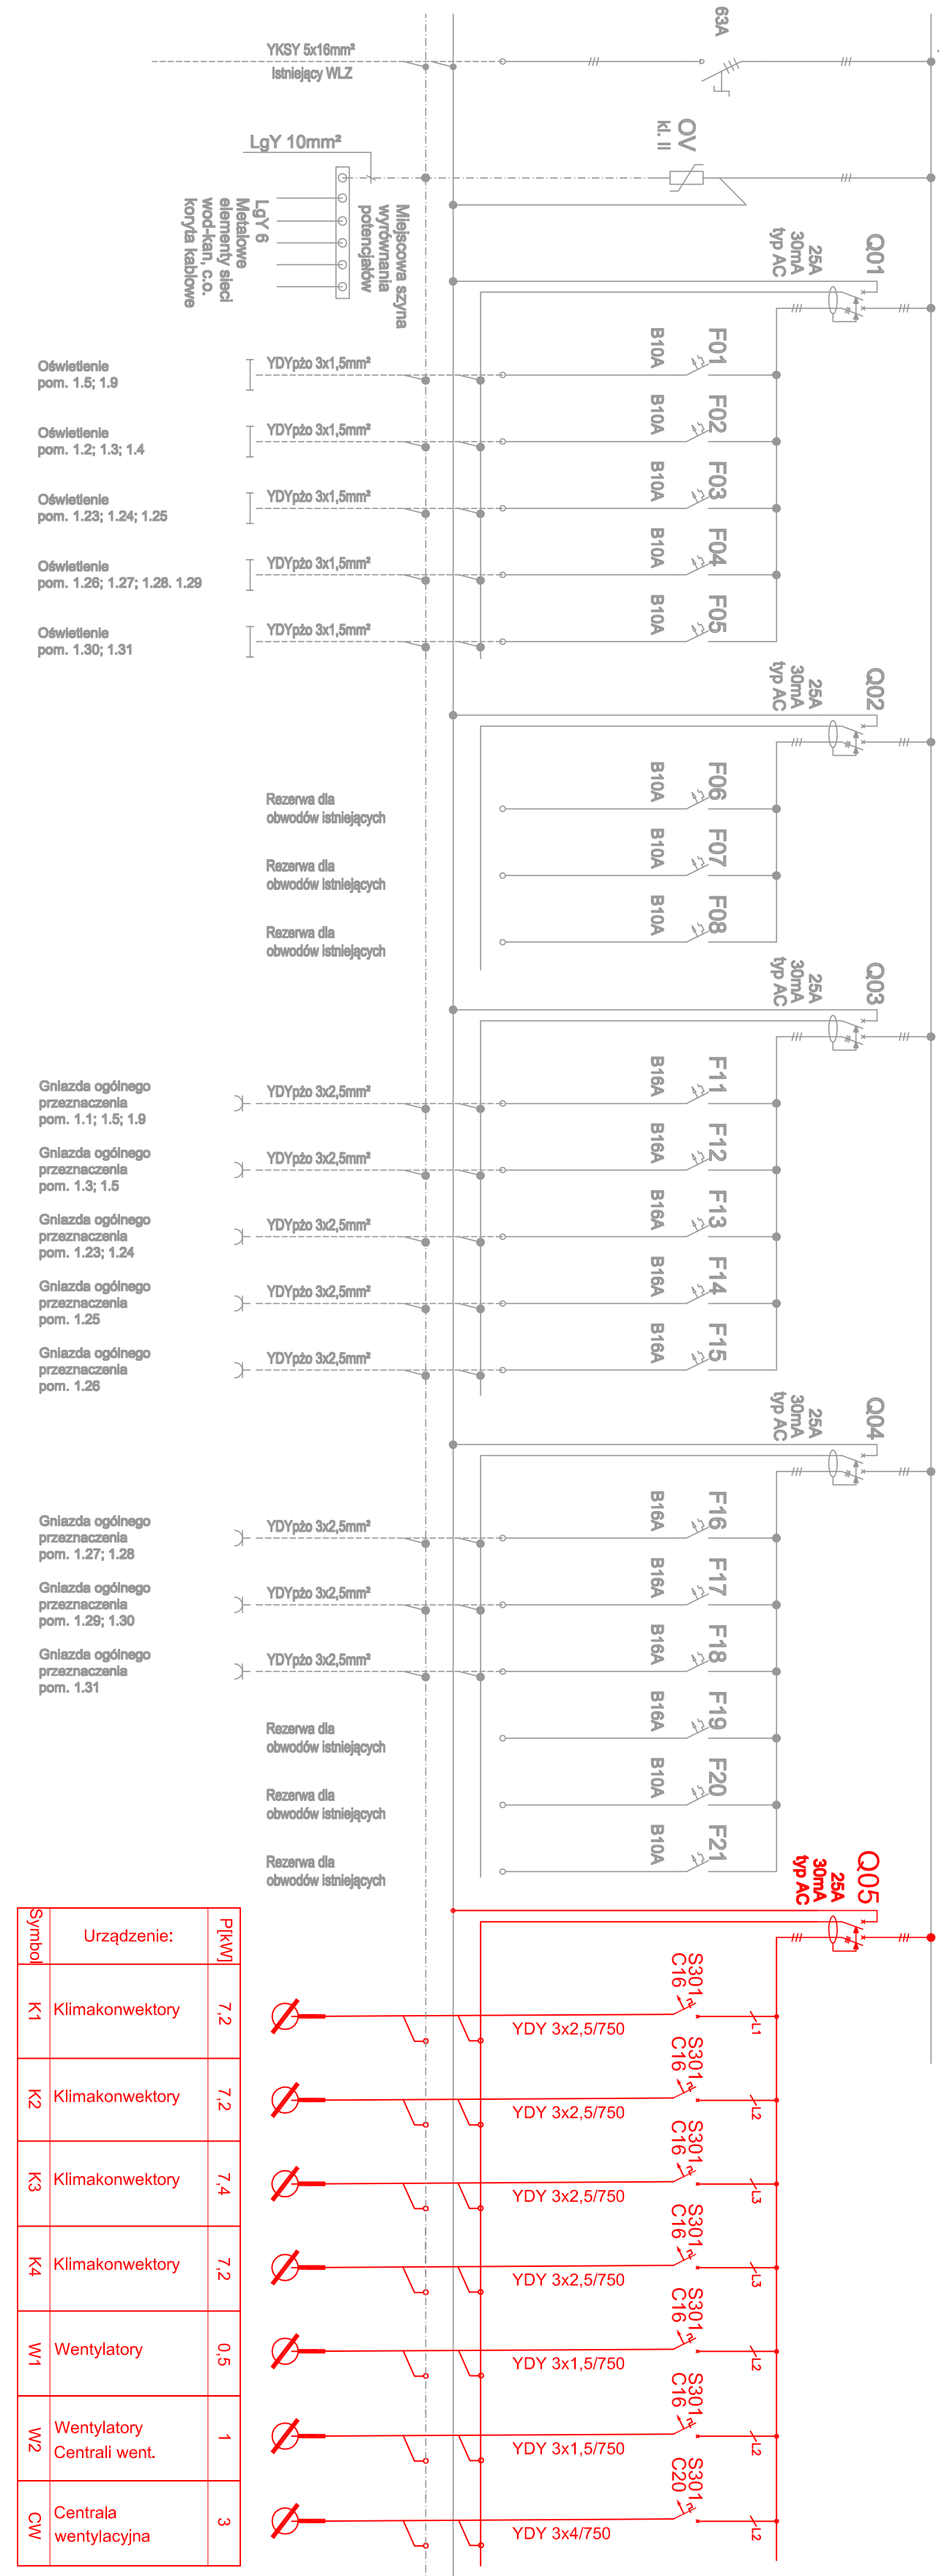 63A
YKSY 5x16mm²
Istniejący WLZ
OV
kl. II
LgY 10mm²
Miejscowa szyna
wyrównania
potencjałów
LgY 6
Metalowe
elementy sieci
wod-kan, c.o.
koryta kablowe
Q01
25A
30mA
typ AC
F01
B10A
YDYpżo 3x1,5mm²
Oświetlenie
pom. 1.5; 1.9
F02
B10A
YDYpżo 3x1,5mm²
Oświetlenie
pom. 1.2; 1.3; 1.4
F03
B10A
YDYpżo 3x1,5mm²
Oświetlenie
pom. 1.23; 1.24; 1.25
F04
B10A
YDYpżo 3x1,5mm²
Oświetlenie
pom. 1.26; 1.27; 1.28. 1.29
F05
B10A
YDYpżo 3x1,5mm²
Oświetlenie
pom. 1.30; 1.31
Q02
25A
30mA
typ AC
F06
B10A
Rezerwa dla
obwodów istniejących
F07
B10A
Rezerwa dla
obwodów istniejących
F08
B10A
Rezerwa dla
obwodów istniejących
Q03
25A
30mA
typ AC
F11
B16A
YDYpżo 3x2,5mm²
Gniazda ogólnego
przeznaczenia
pom. 1.1; 1.5; 1.9
F12
B16A
YDYpżo 3x2,5mm²
Gniazda ogólnego
przeznaczenia
pom. 1.3; 1.5
F13
B16A
YDYpżo 3x2,5mm²
Gniazda ogólnego
przeznaczenia
pom. 1.23; 1.24
F14
B16A
YDYpżo 3x2,5mm²
Gniazda ogólnego
przeznaczenia
pom. 1.25
F15
B16A
YDYpżo 3x2,5mm²
Gniazda ogólnego
przeznaczenia
pom. 1.26
Q04
25A
30mA
typ AC
F16
B16A
YDYpżo 3x2,5mm²
Gniazda ogólnego
przeznaczenia
pom. 1.27; 1.28
F17
B16A
YDYpżo 3x2,5mm²
Gniazda ogólnego
przeznaczenia
pom. 1.29; 1.30
F18
B16A
YDYpżo 3x2,5mm²
Gniazda ogólnego
przeznaczenia
pom. 1.31
F19
B16A
Rezerwa dla
obwodów istniejących
F20
B10A
Rezerwa dla
obwodów istniejących
F21
B10A
Rezerwa dla
obwodów istniejących
Q05
25A
30mA
typ AC
Symbol
Urządzenie:
P[kW]
K1
Klimakonwektory
7,2
YDY 3x2,5/750
S301
C16
L1
K2
Klimakonwektory
7,2
YDY 3x2,5/750
S301
C16
L2
K3
Klimakonwektory
7,4
YDY 3x2,5/750
S301
C16
L3
K4
Klimakonwektory
7,2
YDY 3x2,5/750
S301
C16
L3
W1
Wentylatory
0,5
YDY 3x1,5/750
S301
C16
L2
W2
Wentylatory
Centrali went.
1
YDY 3x1,5/750
S301
C16
L2
CW
Centrala
wentylacyjna
3
YDY 3x4/750
S301
C20
L2